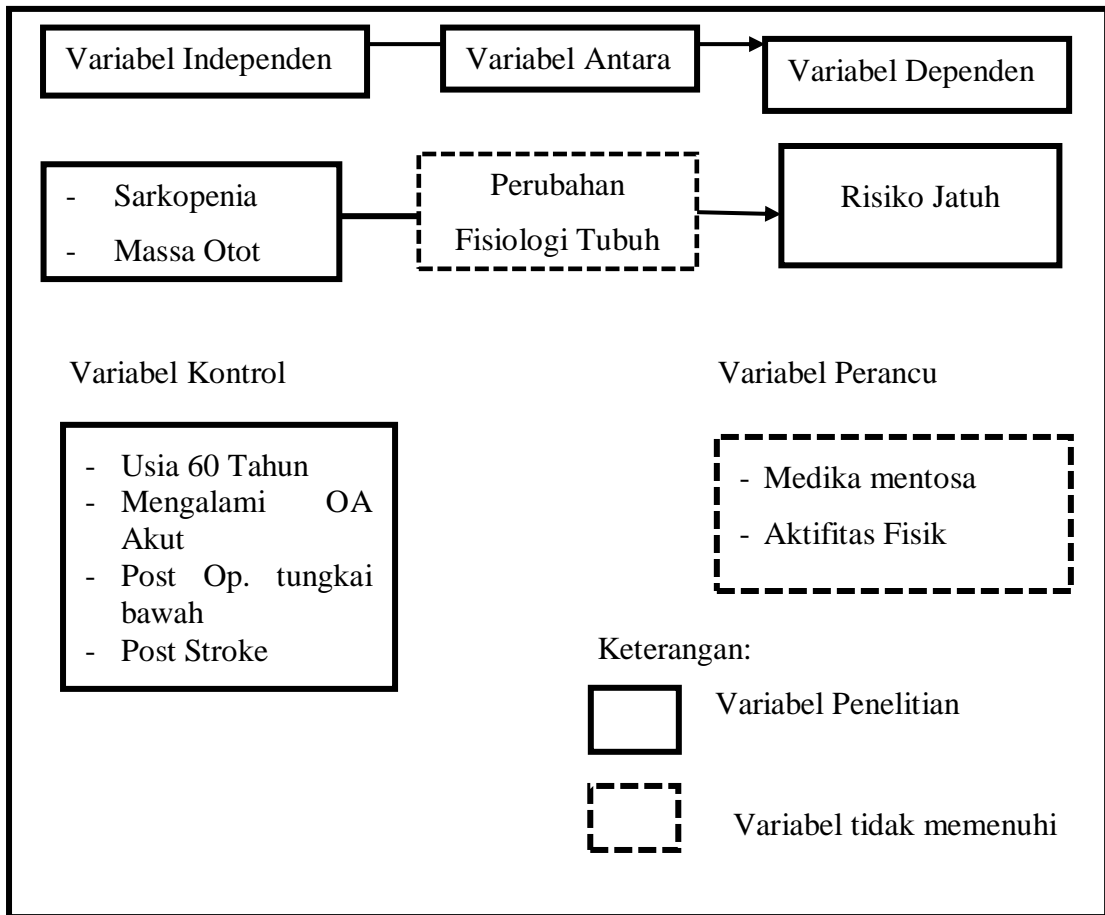 Variabel Independen
Variabel Antara
Variabel Dependen
- Sarkopenia
- Massa Otot
Perubahan
Fisiologi Tubuh
Risiko Jatuh
Variabel Kontrol
- Usia 60 Tahun
- Mengalami OA
Akut
- Post Op. tungkai
bawah
- Post Stroke
Variabel Perancu
- Medika mentosa
- Aktifitas Fisik
Keterangan:
Variabel Penelitian
Variabel tidak memenuhi